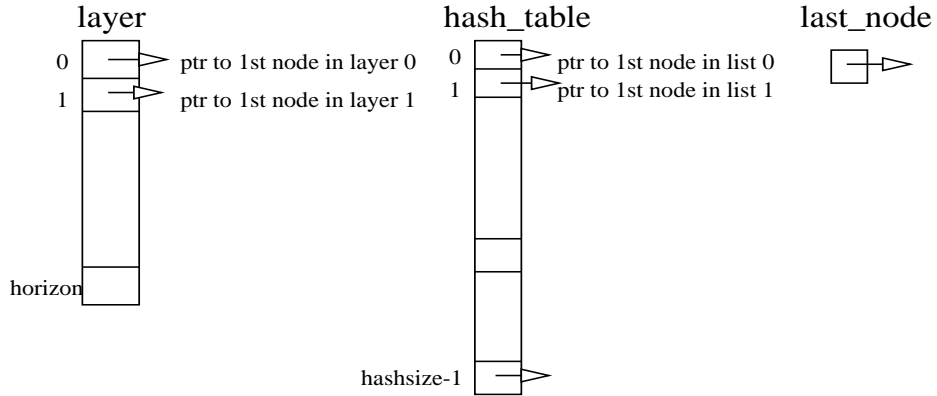 layer
hash_table
last_node
0
ptr to 1st node in layer 0
0
ptr to 1st node in list 0
1
ptr to 1st node in layer 1
1
ptr to 1st node in list 1
horizon
hashsize-1